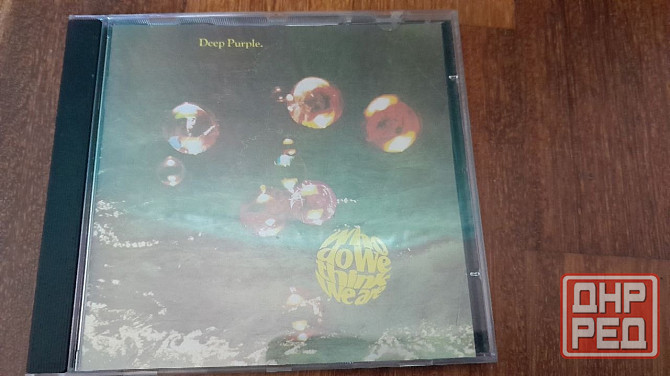 Deep Purple.
Who
do We
think
We are
ДНР
РЕД